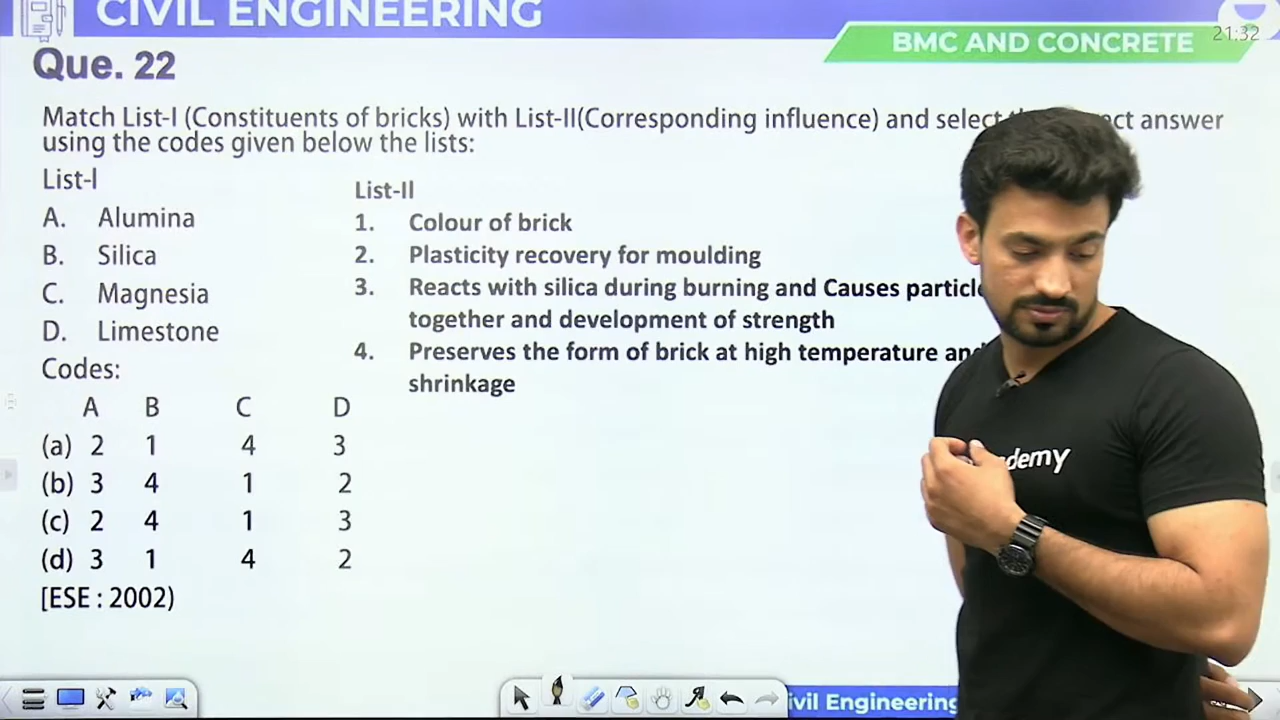 CIVIL ENGINEERING
21:32
BMC AND CONCRETE
Que. 22
Match List-I (Constituents of bricks) with List-II(Corresponding influence) and select answer
using the codes given below the lists:
List-I
A. Alumina
B. Silica
C. Magnesia
D. Limestone
List-II
1. Colour of brick
2. Plasticity recovery for moulding
3. Reacts with silica during burning and Causes
together and development of strength
4. Preserves the form of brick at high temperature
shrinkage
Codes:
A B C D
(a) 2 1 4 3
(b) 3 4 1 2
(c) 2 4 1 3
(d) 3 1 4 2
[ESE : 2002)
Engineering